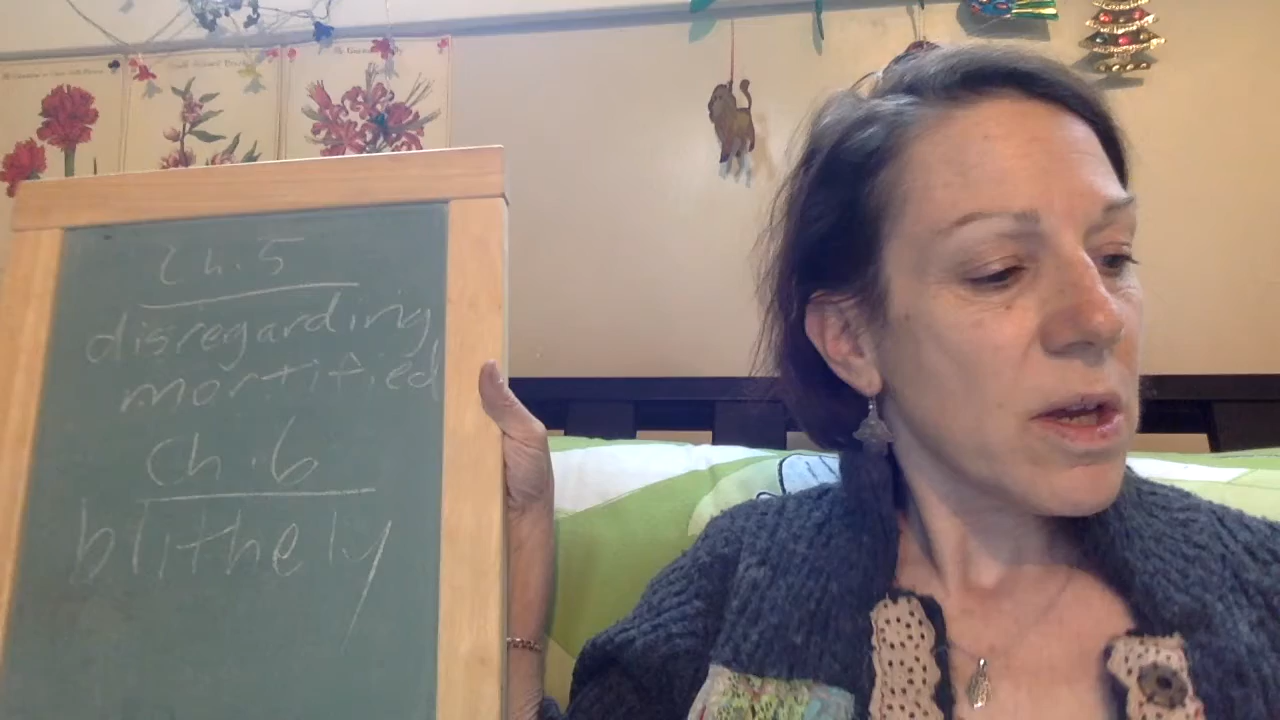 Ch. 5
disregarding
mortified
Ch. 6
blithely